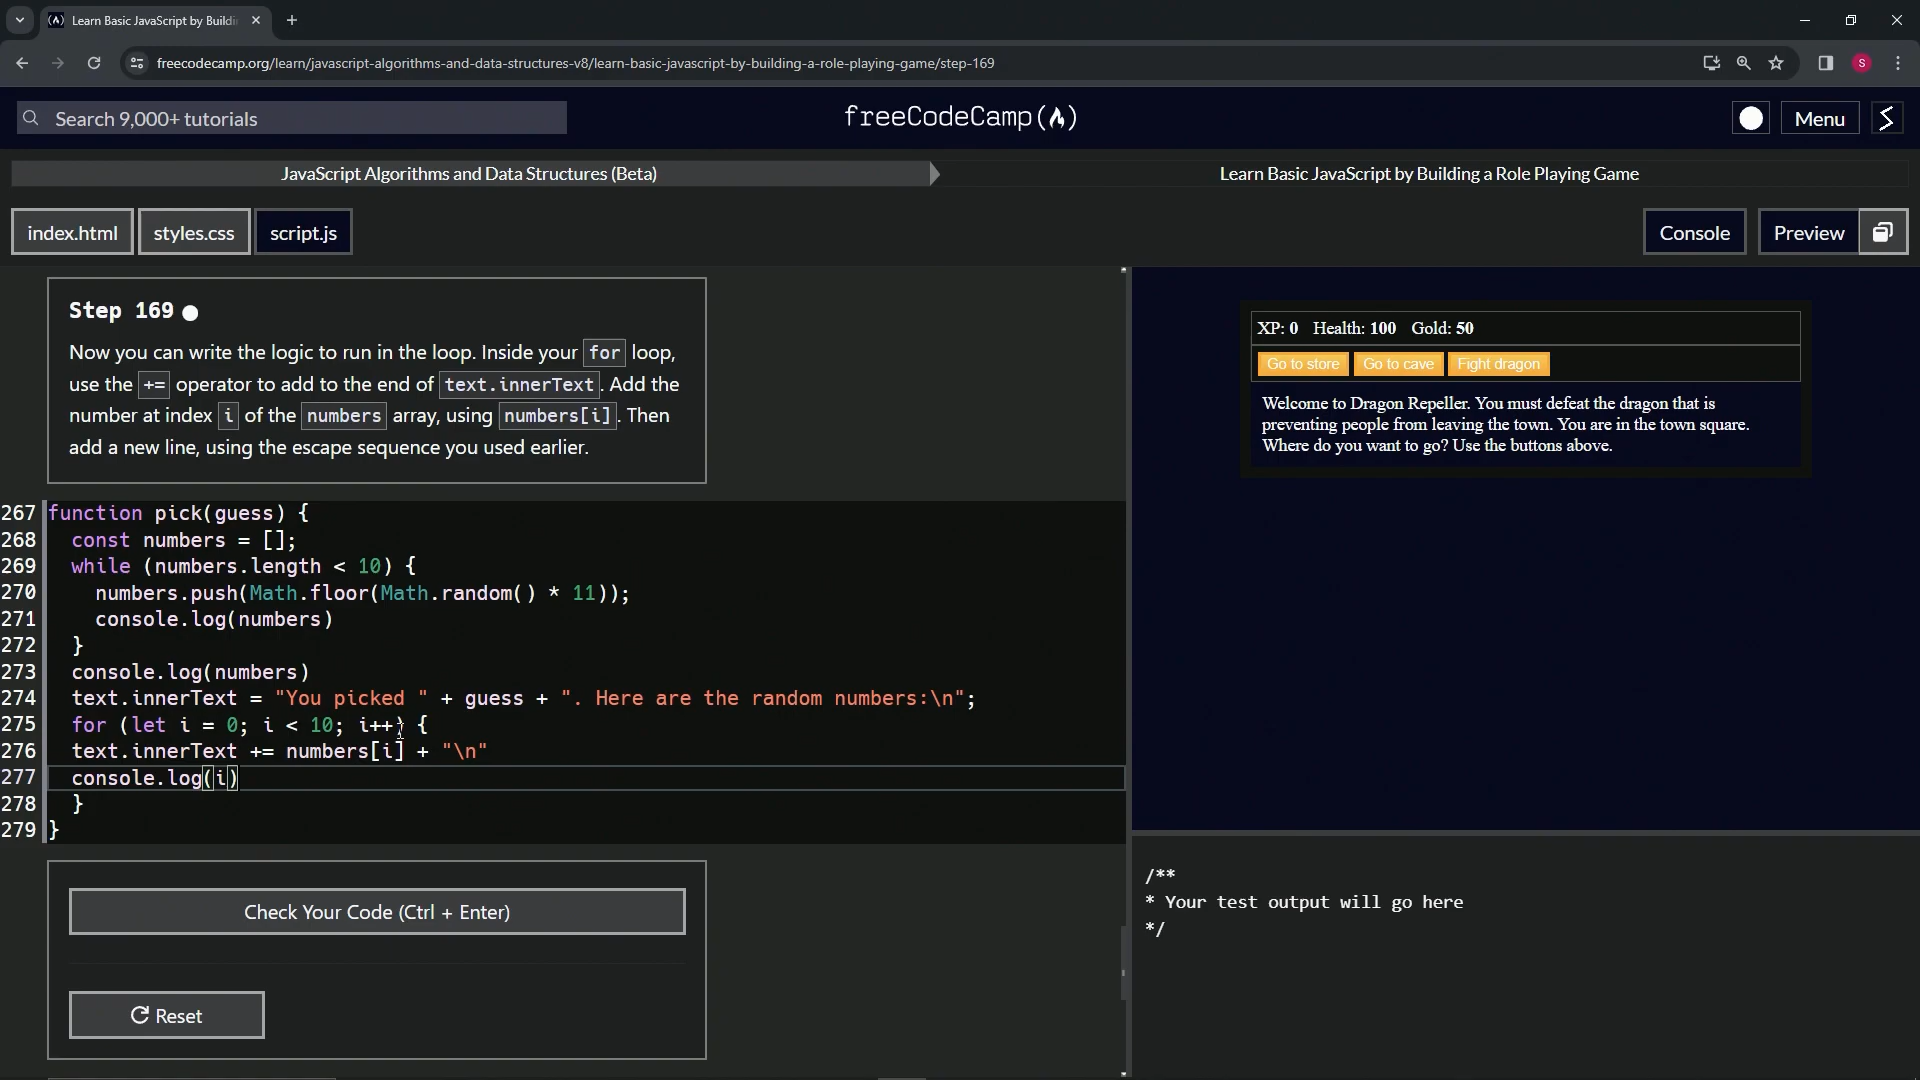 Learn Basic JavaScript by Buildi
freecodecamp.org/learn/javascript-algorithms-and-data-structures-v8/learn-basic-javascript-by-building-a-role-playing-game/step-169
S
Search 9,000+ tutorials
freeCodeCamp(🔥)
Menu
JavaScript Algorithms and Data Structures (Beta)
Learn Basic JavaScript by Building a Role Playing Game
index.html
styles.css
script.js
Console
Preview
Step 169
Now you can write the logic to run in the loop. Inside your for loop,
use the += operator to add to the end of text.innerText. Add the
number at index i of the numbers array, using numbers[i]. Then
add a new line, using the escape sequence you used earlier.
267 function pick(guess) {
268 const numbers = [];
269 while (numbers.length < 10) {
270 numbers.push(Math.floor(Math.random() * 11));
271 console.log(numbers)
272 }
273 console.log(numbers)
274 text.innerText = "You picked " + guess + ". Here are the random numbers:\n";
275 for (let i = 0; i < 10; i++) {
276 text.innerText += numbers[i] + "\n"
277 console.log(i)
278 }
279 }
Check Your Code (Ctrl + Enter)
Reset
XP: 0 Health: 100 Gold: 50
Go to store
Go to cave
Fight dragon
Welcome to Dragon Repeller. You must defeat the dragon that is
preventing people from leaving the town. You are in the town square.
Where do you want to go? Use the buttons above.
/**
* Your test output will go here
*/